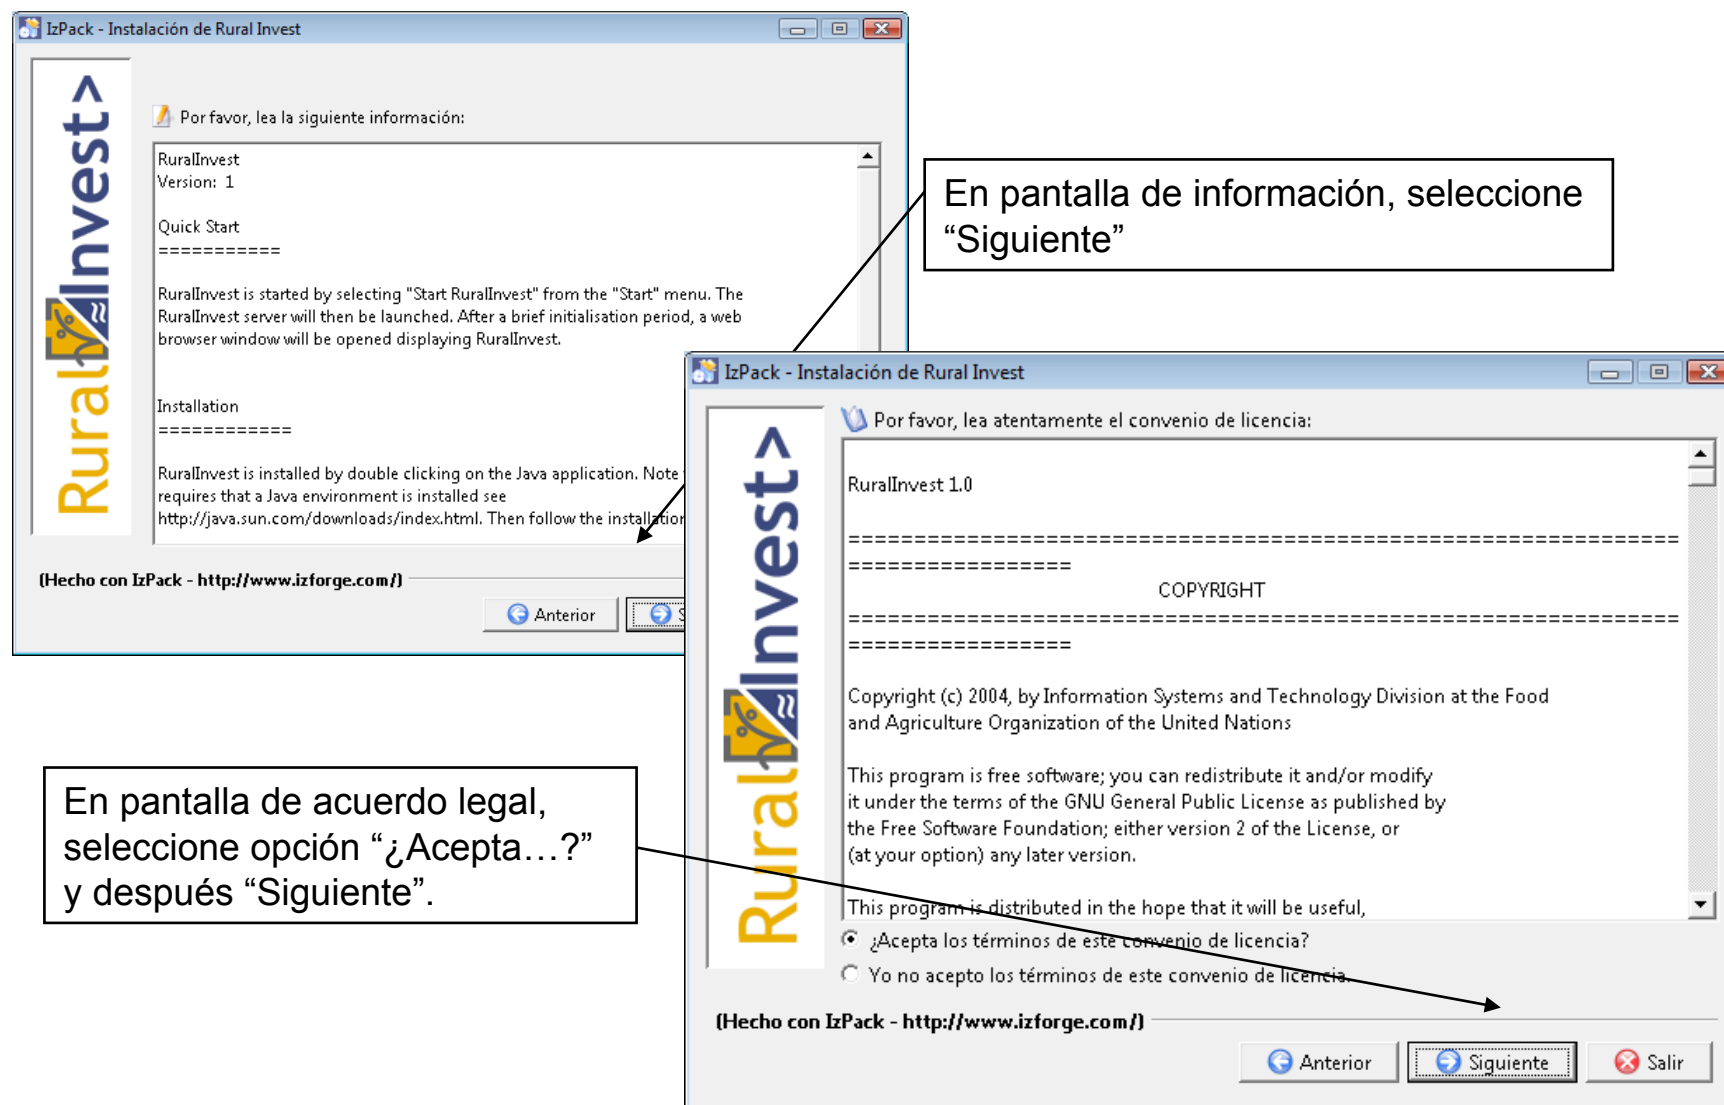 IzPack - Instalación de Rural Invest
RuralInvest>
Por favor, lea la siguiente información:
RuralInvest
Version: 1
Quick Start
===========
RuralInvest is started by selecting "Start RuralInvest" from the "Start" menu. The
RuralInvest server will then be launched. After a brief initialisation period, a web
browser window will be opened displaying RuralInvest.
Installation
============
RuralInvest is installed by double clicking on the Java application. Note
requires that a Java environment is installed see
http://java.sun.com/downloads/index.html. Then follow the installation
(Hecho con IzPack - http://www.izforge.com/)
Anterior
En pantalla de información, seleccione
“Siguiente”
IzPack - Instalación de Rural Invest
RuralInvest>
Por favor, lea atentamente el convenio de licencia:
RuralInvest 1.0
===============================================================
=================
COPYRIGHT
===============================================================
=================
Copyright (c) 2004, by Information Systems and Technology Division at the Food
and Agriculture Organization of the United Nations
This program is free software; you can redistribute it and/or modify
it under the terms of the GNU General Public License as published by
the Free Software Foundation; either version 2 of the License, or
(at your option) any later version.
This program is distributed in the hope that it will be useful,
¿Acepta los términos de este convenio de licencia?
Yo no acepto los términos de este convenio de licencia.
(Hecho con IzPack - http://www.izforge.com/)
Anterior
Siguiente
Salir
En pantalla de acuerdo legal,
seleccione opción “¿Acepta…?”
y después “Siguiente”.